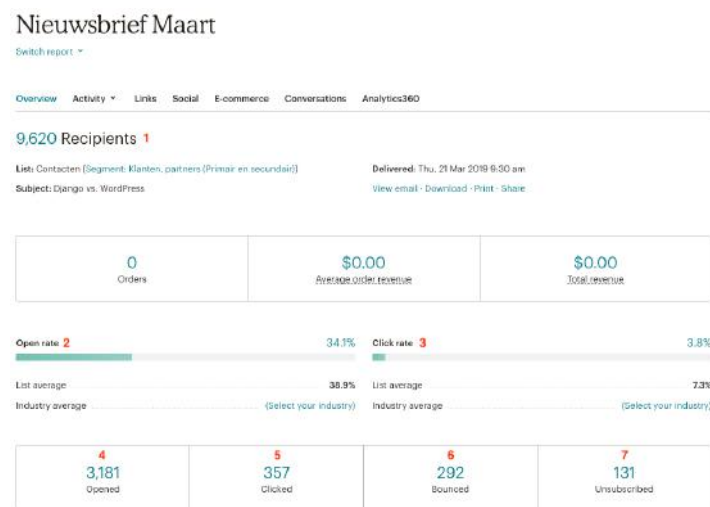 Nieuwsbrief Maart
Switch report
Overview Activity Links Social E-commerce Conversations Analytics360
9,620 Recipients 1
List: Contacten (Segment: Klanten, partners (Primair en secundair)) Delivered: Thu, 21 Mar 2019 9:30 am
Subject: Django vs. WordPress View email · Download · Print · Share
0 $0.00 $0.00
Orders Average order revenue Total revenue
Open rate 2 34.1% Click rate 3 3.8%
List average 38.9% List average 7.3%
Industry average (Select your industry) Industry average (Select your industry)
4 5 6 7
3,181 357 292 131
Opened Clicked Bounced Unsubscribed